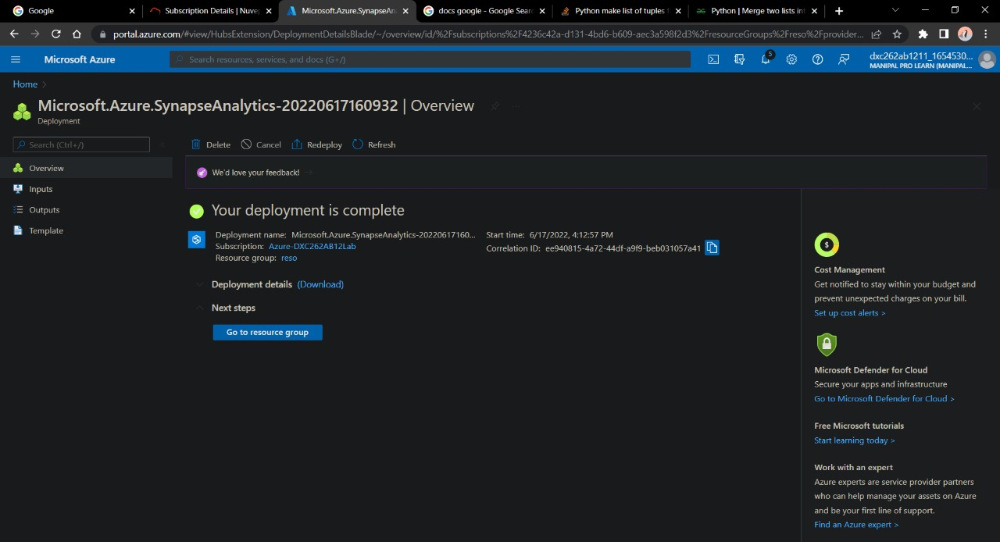 Google
Subscription Details | Nuvep
Microsoft.Azure.SynapseAn
docs google - Google Sear
Python make list of tuples f
Python | Merge two lists int
portal.azure.com/#view/HubsExtension/DeploymentDetailsBlade/~/overview/id/%2Fsubscriptions%2F4236c42a-d131-4bd6-b609-aec3a598f2d3%2FresourceGroups%2Freso%2Fprovider...
Microsoft Azure
Search resources, services, and docs (G+/)
5
dxc262ab1211_1654530...
MANIPAL PRO LEARN (MANIPAL...
Home
Microsoft.Azure.SynapseAnalytics-20220617160932 | Overview
Deployment
Search (Ctrl+/)
Delete
Cancel
Redeploy
Refresh
Overview
Inputs
Outputs
Template
We'd love your feedback!
Your deployment is complete
Deployment name: Microsoft.Azure.SynapseAnalytics-20220617160...
Subscription: Azure-DXC262AB12Lab
Resource group: reso
Start time: 6/17/2022, 4:12:57 PM
Correlation ID: ee940815-4a72-44df-a9f9-beb031057a41
Deployment details (Download)
Next steps
Go to resource group
Cost Management
Get notified to stay within your budget and
prevent unexpected charges on your bill.
Set up cost alerts >
Microsoft Defender for Cloud
Secure your apps and infrastructure
Go to Microsoft Defender for Cloud >
Free Microsoft tutorials
Start learning today >
Work with an expert
Azure experts are service provider partners
who can help manage your assets on Azure
and be your first line of support.
Find an Azure expert >